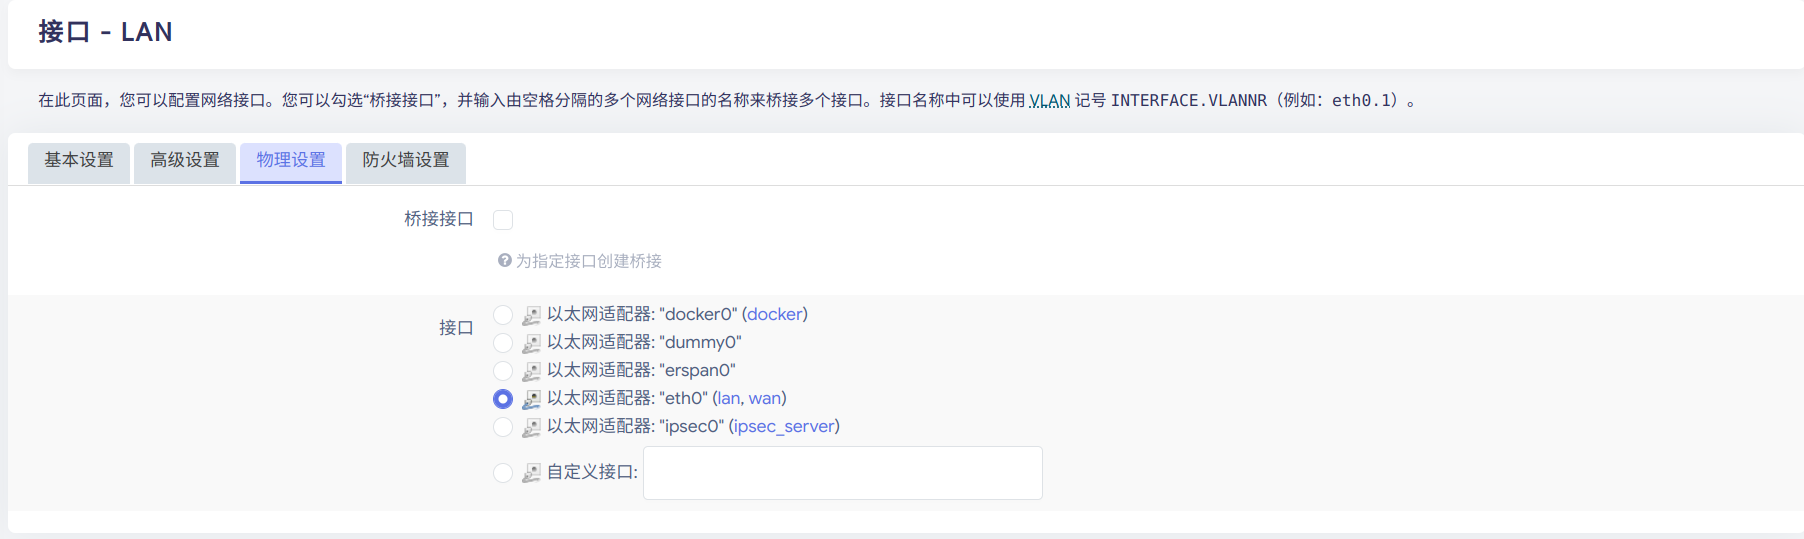 接口 - LAN
在此页面，您可以配置网络接口。您可以勾选“桥接接口”，并输入由空格分隔的多个网络接口的名称来桥接多个接口。接口名称中可以使用 VLAN 记号 INTERFACE.VLANNR（例如：eth0.1）。
基本设置 高级设置 物理设置 防火墙设置
桥接接口
为指定接口创建桥接
接口
以太网适配器: "docker0" (docker)
以太网适配器: "dummy0"
以太网适配器: "erspan0"
以太网适配器: "eth0" (lan, wan)
以太网适配器: "ipsec0" (ipsec_server)
自定义接口: